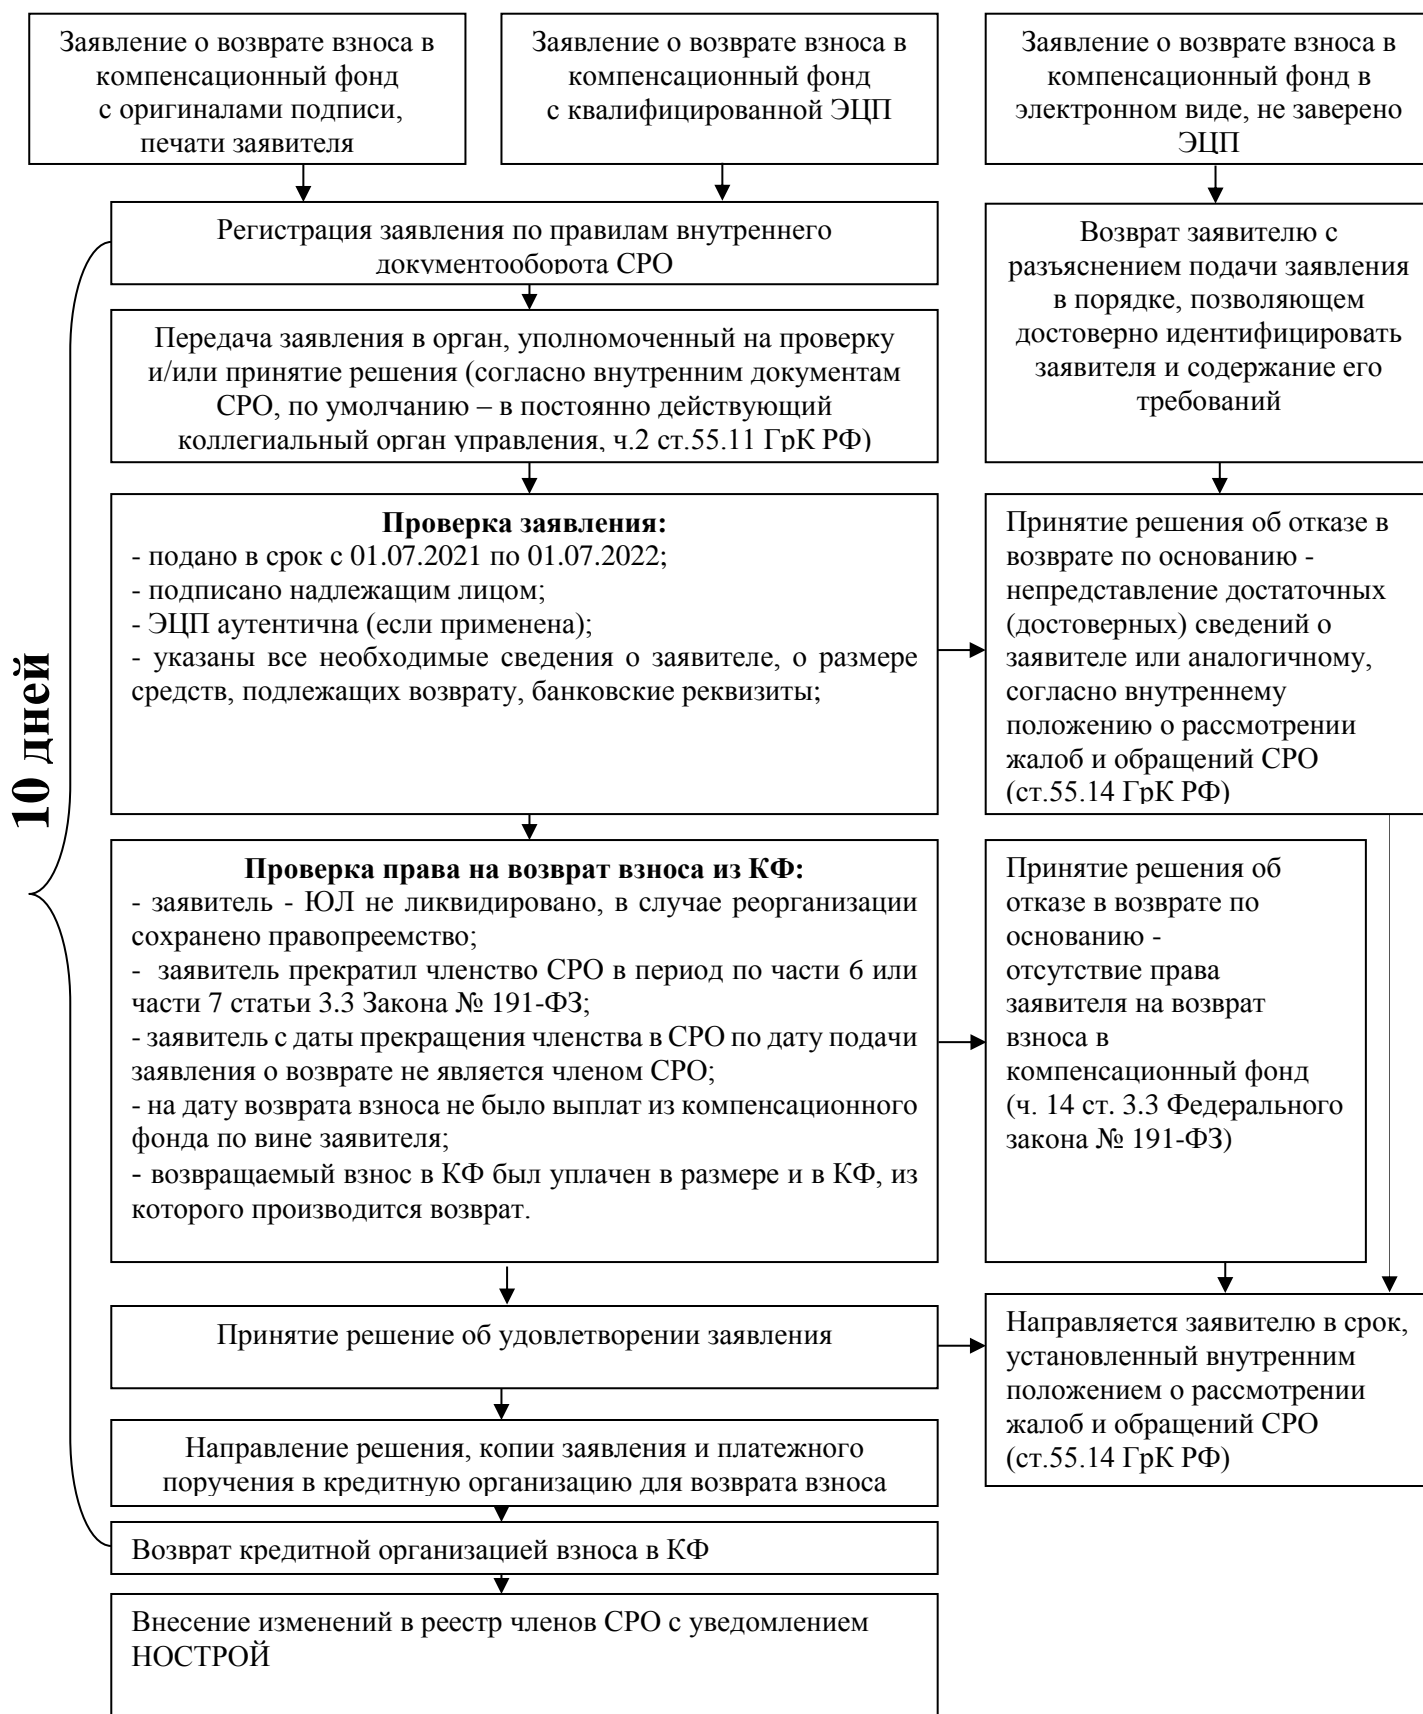 Заявление о возврате взноса в
компенсационный фонд
с оригиналами подписи,
печати заявителя
Заявление о возврате взноса в
компенсационный фонд
с квалифицированной ЭЦП
Заявление о возврате взноса в
компенсационный фонд в
электронном виде, не заверено
ЭЦП
Регистрация заявления по правилам внутреннего
документооборота СРО
Возврат заявителю с
разъяснением подачи заявления
в порядке, позволяющем
достоверно идентифицировать
заявителя и содержание его
требований
Передача заявления в орган, уполномоченный на проверку
и/или принятие решения (согласно внутренним документам
СРО, по умолчанию – в постоянно действующий
коллегиальный орган управления, ч.2 ст.55.11 ГрК РФ)
10 дней
Проверка заявления:
- подано в срок с 01.07.2021 по 01.07.2022;
- подписано надлежащим лицом;
- ЭЦП аутентична (если применена);
- указаны все необходимые сведения о заявителе, о размере
средств, подлежащих возврату, банковские реквизиты;
Принятие решения об отказе в
возврате по основанию -
непредставление достаточных
(достоверных) сведений о
заявителе или аналогичному,
согласно внутреннему
положению о рассмотрении
жалоб и обращений СРО
(ст.55.14 ГрК РФ)
Проверка права на возврат взноса из КФ:
- заявитель - ЮЛ не ликвидировано, в случае реорганизации
сохранено правопреемство;
- заявитель прекратил членство СРО в период по части 6 или
части 7 статьи 3.3 Закона № 191-ФЗ;
- заявитель с даты прекращения членства в СРО по дату подачи
заявления о возврате не является членом СРО;
- на дату возврата взноса не было выплат из компенсационного
фонда по вине заявителя;
- возвращаемый взнос в КФ был уплачен в размере и в КФ, из
которого производится возврат.
Принятие решения об
отказе в возврате по
основанию -
отсутствие права
заявителя на возврат
взноса в
компенсационный фонд
(ч. 14 ст. 3.3 Федерального
закона № 191-ФЗ)
Принятие решение об удовлетворении заявления
Направляется заявителю в срок,
установленный внутренним
положением о рассмотрении
жалоб и обращений СРО
(ст.55.14 ГрК РФ)
Направление решения, копии заявления и платежного
поручения в кредитную организацию для возврата взноса
Возврат кредитной организацией взноса в КФ
Внесение изменений в реестр членов СРО с уведомлением
НОСТРОЙ